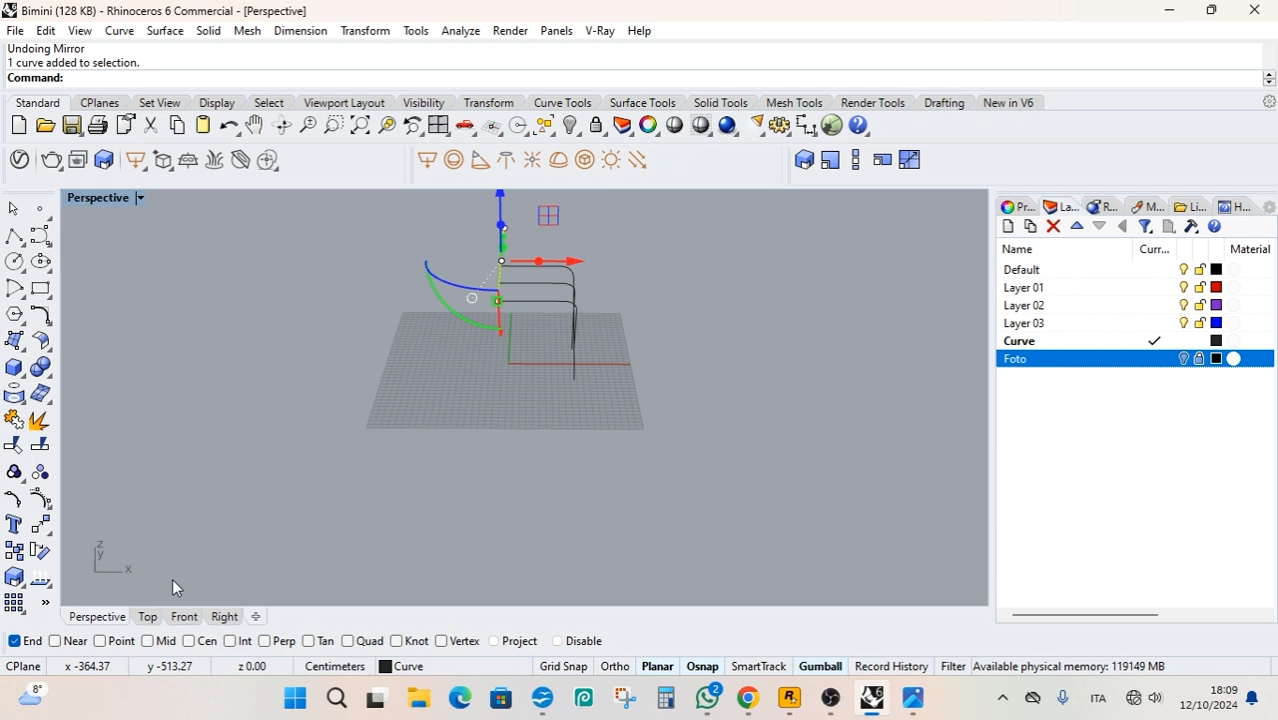 Bimini (128 KB) - Rhinoceros 6 Commercial - [Perspective]
File Edit View Curve Surface Solid Mesh Dimension Transform Tools Analyze Render Panels V-Ray Help
Undoing Mirror
1 curve added to selection.
Command:
Standard CPlanes Set View Display Select Viewport Layout Visibility Transform Curve Tools Surface Tools Solid Tools Mesh Tools Render Tools Drafting New in V6
Perspective
Pr... La... R... M... Li... H...
Name Curr... Material
Default
Layer 01
Layer 02
Layer 03
Curve
Foto
z
y
x
Perspective Top Front Right
End Near Point Mid Cen Int Perp Tan Quad Knot Vertex Project Disable
CPlane x -364.37 y -513.27 z 0.00 Centimeters Curve Grid Snap Ortho Planar Osnap SmartTrack Gumball Record History Filter Available physical memory: 119149 MB
8° 2 ITA 18:09
12/10/2024